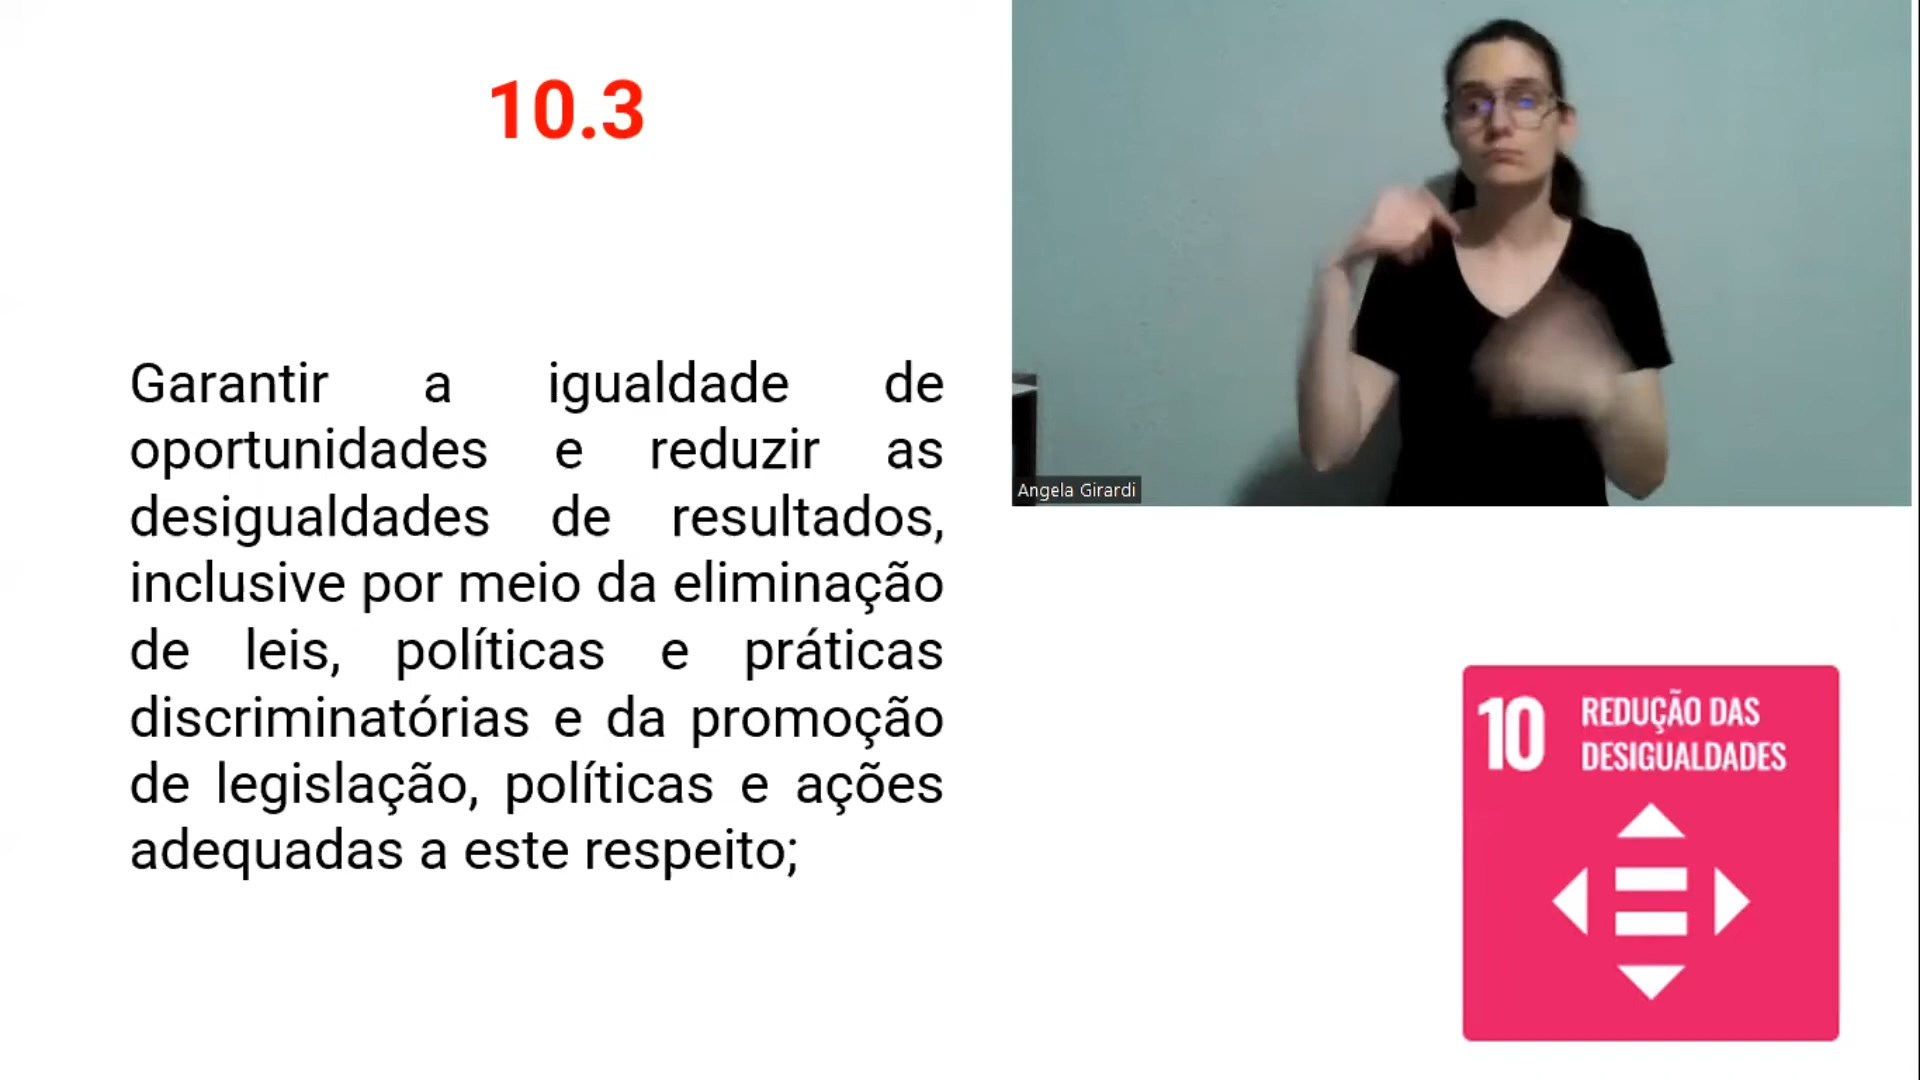 10.3
Garantir a igualdade de
oportunidades e reduzir as
desigualdades de resultados,
inclusive por meio da eliminação
de leis, políticas e práticas
discriminatórias e da promoção
de legislação, políticas e ações
adequadas a este respeito;
Angela Girardi
10 REDUÇÃO DAS
DESIGUALDADES